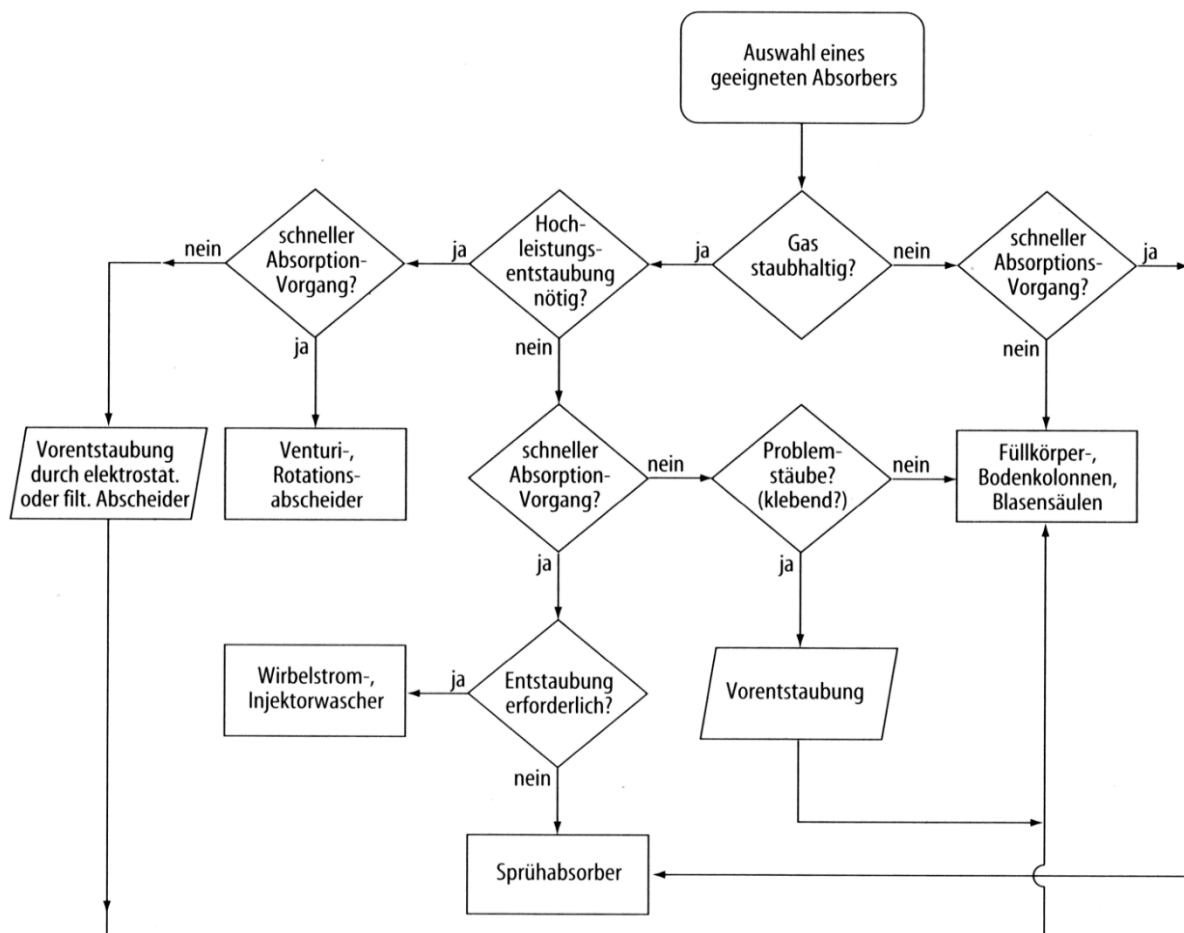 Auswahl eines
geeigneten Absorbers
schneller
Absorption-
Vorgang?
nein
ja
Hoch-
leistungs-
entstaubung
nötig?
ja
nein
Gas
staubhaltig?
ja
nein
schneller
Absorptions-
Vorgang?
ja
nein
Vorentstaubung
durch elektrostat.
oder filt. Abscheider
Venturi-,
Rotations-
abscheider
schneller
Absorption-
Vorgang?
nein
ja
Problem-
stäube?
(klebend?)
nein
ja
Füllkörper-,
Bodenkolonnen,
Blasensäulen
Wirbelstrom-,
Injektorwascher
ja
Entstaubung
erforderlich?
nein
Vorentstaubung
Sprühabsorber